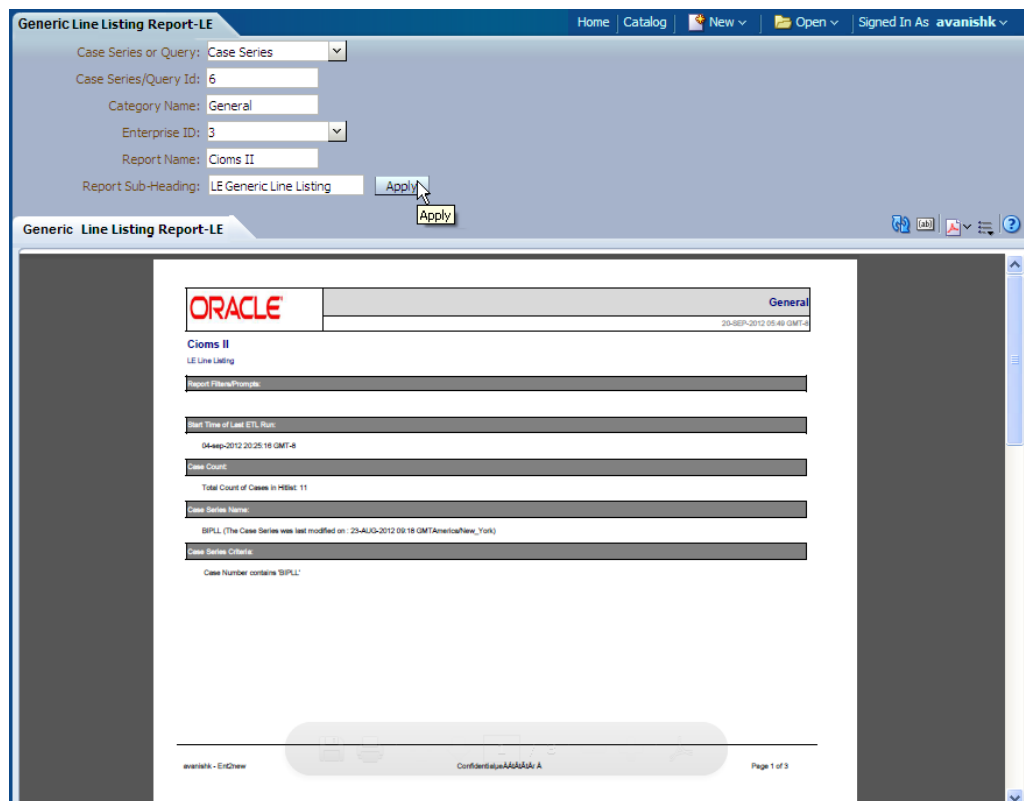 Generic Line Listing Report-LE
Home Catalog New Open Signed In As avanishk
Case Series or Query: Case Series
Case Series/Query Id: 6
Category Name: General
Enterprise ID: 3
Report Name: Cioms II
Report Sub-Heading: LE Generic Line Listing Apply
Apply
Generic Line Listing Report-LE
ORACLE
General
20-SEP-2012 05:49 GMT-8
Cioms II
LE Line Listing
Report Filters/Prompts:
Start Time of Last ETL Run:
04-sep-2012 20:25:16 GMT-8
Case Count:
Total Count of Cases in Hitlist: 11
Case Series Name:
BIPLL (The Case Series was last modified on : 23-AUG-2012 09:18 GMTAmerica/New_York)
Case Series Criteria:
Case Number contains 'BIPLL'
avanishk - Ent2new
Page 1 of 3